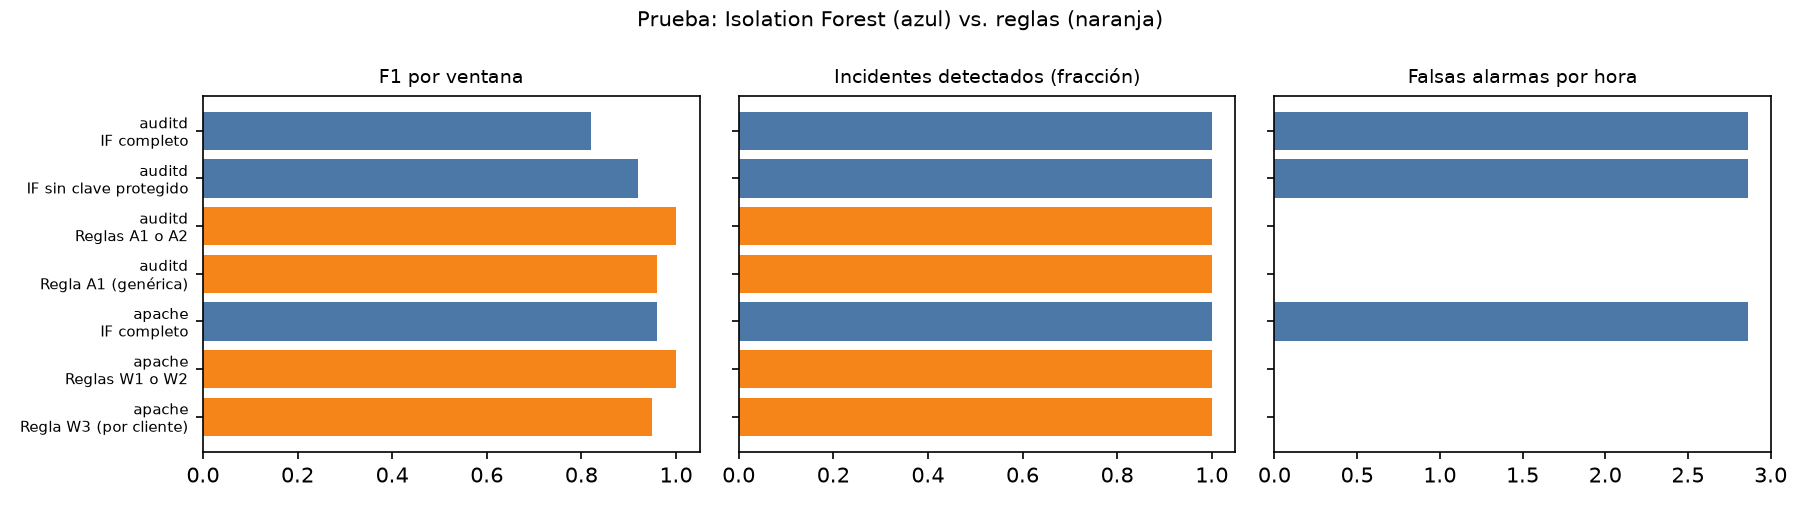 Prueba: Isolation Forest (azul) vs. reglas (naranja)
F1 por ventana
Incidentes detectados (fracción)
Falsas alarmas por hora
auditd
IF completo
auditd
IF sin clave protegido
auditd
Reglas A1 o A2
auditd
Regla A1 (genérica)
apache
IF completo
apache
Reglas W1 o W2
apache
Regla W3 (por cliente)
0.0 0.2 0.4 0.6 0.8 1.0
0.0 0.2 0.4 0.6 0.8 1.0
0.0 0.5 1.0 1.5 2.0 2.5 3.0